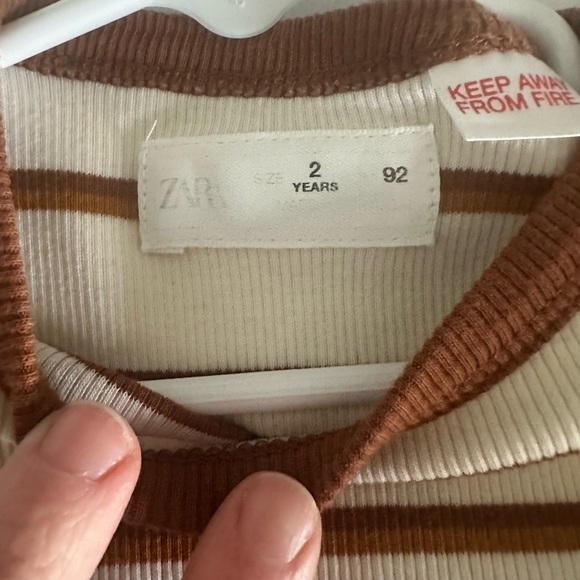 KEEP AWAY
FROM FIRE
ZARA SIZE 2 YEARS 92